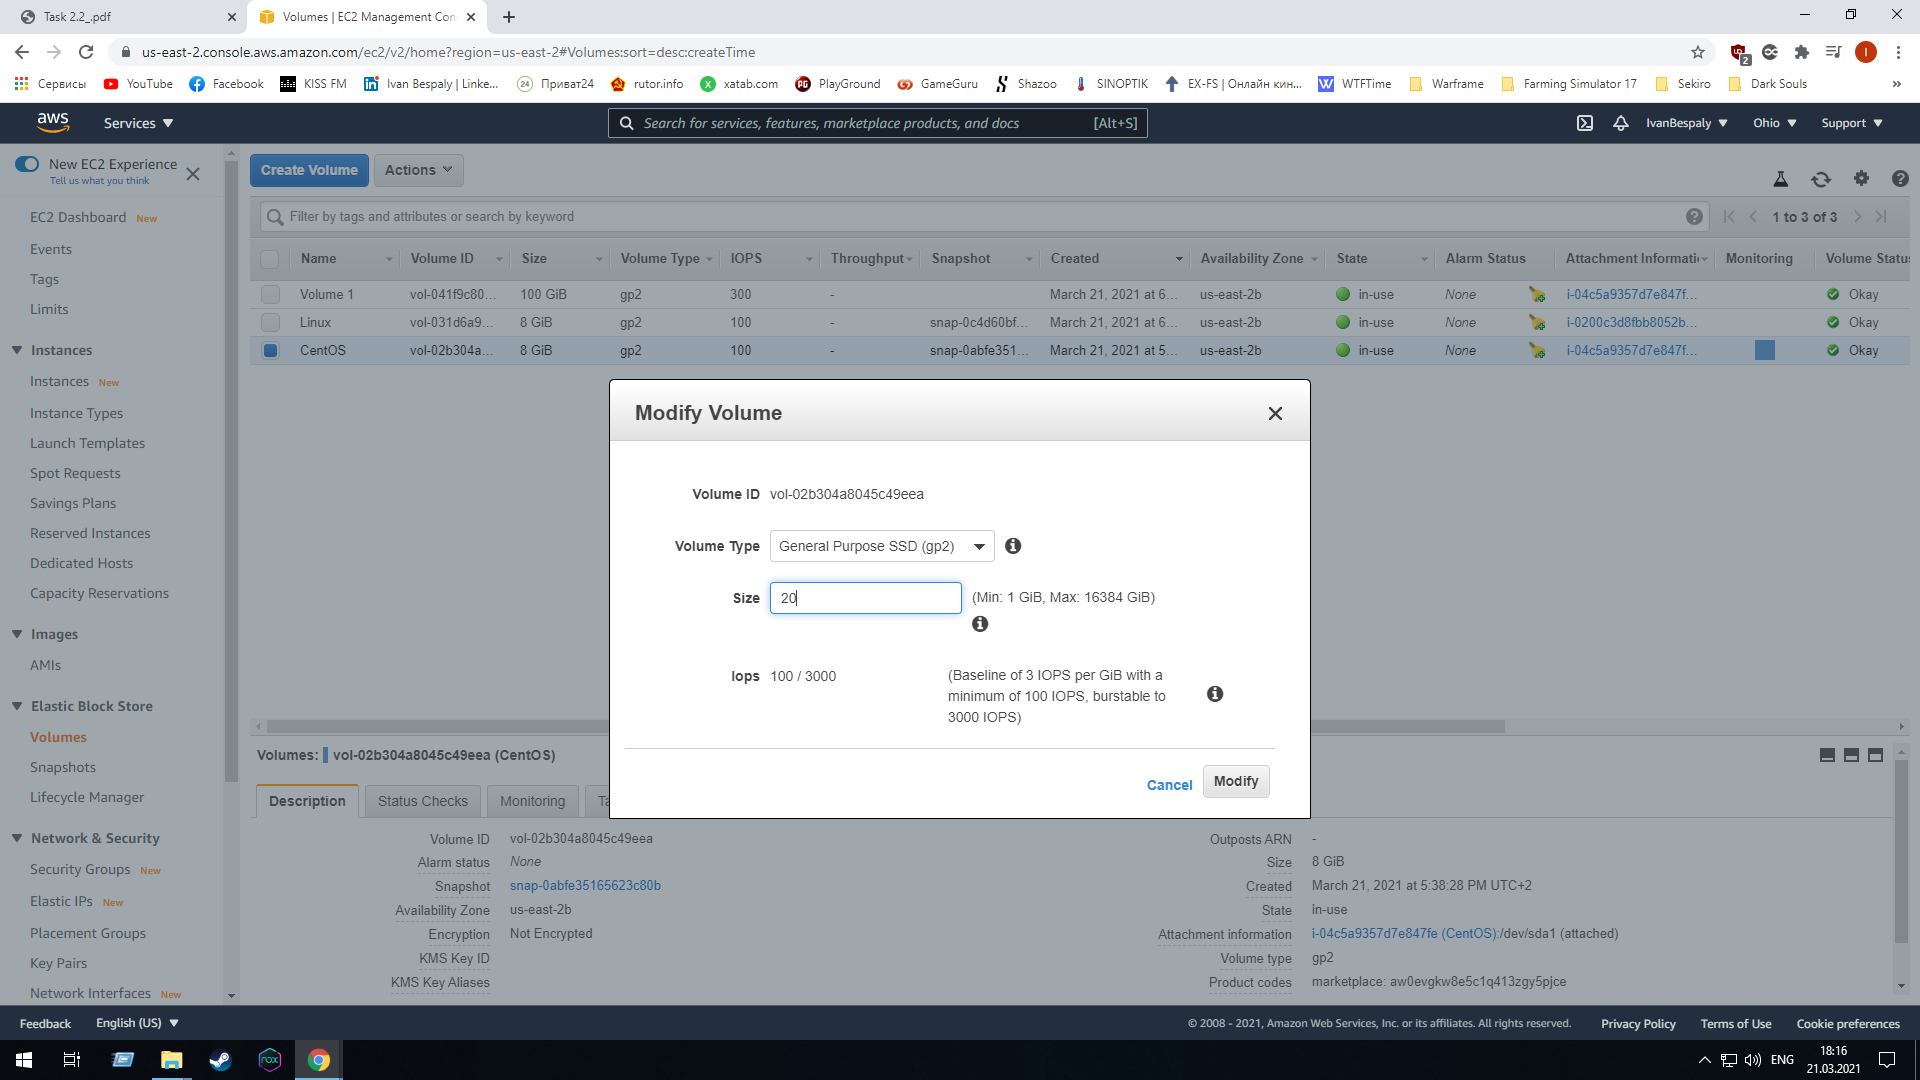 Task 2.2_.pdf
Volumes | EC2 Management Con
us-east-2.console.aws.amazon.com/ec2/v2/home?region=us-east-2#Volumes:sort=desc:createTime
2
I
Сервисы
YouTube
Facebook
KISS FM
Ivan Bespaly | Linke...
24
Приват24
rutor.info
xatab.com
PlayGround
GameGuru
Shazoo
SINOPTIK
EX-FS | Онлайн кин...
WTFTime
Warframe
Farming Simulator 17
Sekiro
Dark Souls
»
aws
Services
Search for services, features, marketplace products, and docs
[Alt+S]
IvanBespaly
Ohio
Support
New EC2 Experience
Tell us what you think
EC2 Dashboard New
Events
Tags
Limits
Instances
Instances New
Instance Types
Launch Templates
Spot Requests
Savings Plans
Reserved Instances
Dedicated Hosts
Capacity Reservations
Images
AMIs
Elastic Block Store
Volumes
Snapshots
Lifecycle Manager
Network & Security
Security Groups New
Elastic IPs New
Placement Groups
Key Pairs
Network Interfaces New
Create Volume
Actions
Filter by tags and attributes or search by keyword
1 to 3 of 3
Name Volume ID Size Volume Type IOPS Throughput Snapshot Created Availability Zone State Alarm Status Attachment Informati Monitoring Volume Status
Volume 1 vol-041f9c80... 100 GiB gp2 300 - March 21, 2021 at 6... us-east-2b in-use None i-04c5a9357d7e847f... Okay
Linux vol-031d6a9... 8 GiB gp2 100 - snap-0c4d60bf... March 21, 2021 at 6... us-east-2b in-use None i-0200c3d8fbb8052b... Okay
CentOS vol-02b304a... 8 GiB gp2 100 - snap-0abfe351... March 21, 2021 at 5... us-east-2b in-use None i-04c5a9357d7e847f... Okay
Modify Volume
Volume ID vol-02b304a8045c49eea
Volume Type General Purpose SSD (gp2)
Size 20 (Min: 1 GiB, Max: 16384 GiB)
Iops 100 / 3000 (Baseline of 3 IOPS per GiB with a
minimum of 100 IOPS, burstable to
3000 IOPS)
Cancel
Modify
Volumes: vol-02b304a8045c49eea (CentOS)
Description
Status Checks
Monitoring
Ta
Volume ID vol-02b304a8045c49eea
Alarm status None
Snapshot snap-0abfe35165623c80b
Availability Zone us-east-2b
Encryption Not Encrypted
KMS Key ID
KMS Key Aliases
Outposts ARN -
Size 8 GiB
Created March 21, 2021 at 5:38:28 PM UTC+2
State in-use
Attachment information i-04c5a9357d7e847fe (CentOS):/dev/sda1 (attached)
Volume type gp2
Product codes marketplace: aw0evgkw8e5c1q413zgy5pjce
Feedback
English (US)
© 2008 - 2021, Amazon Web Services, Inc. or its affiliates. All rights reserved.
Privacy Policy
Terms of Use
Cookie preferences
nox
ENG
18:16
21.03.2021